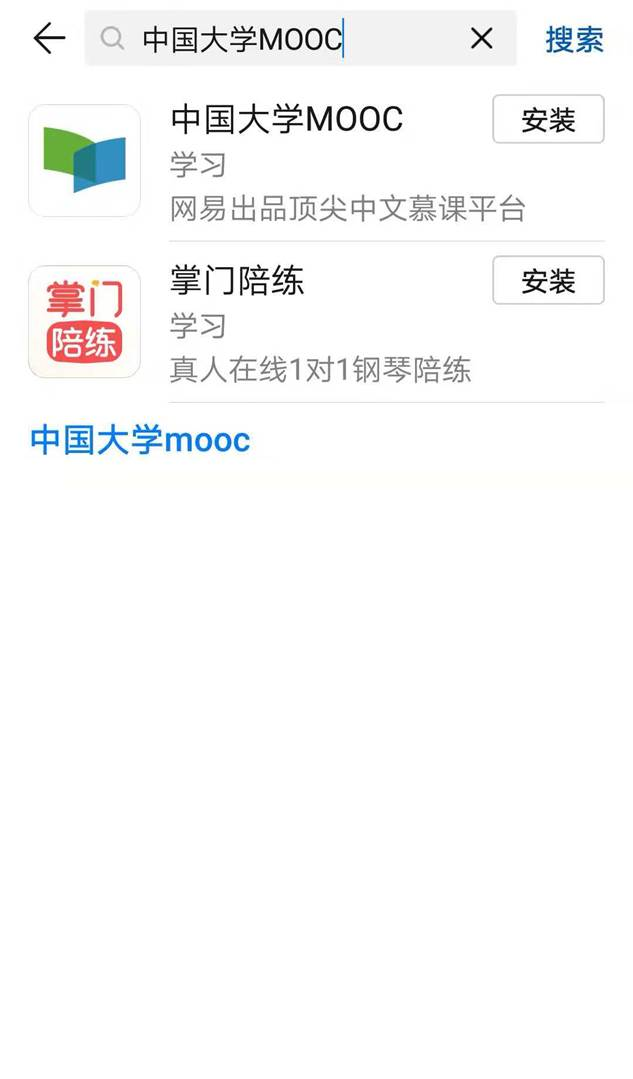 中国大学MOOC
搜索
中国大学MOOC
安装
学习
网易出品顶尖中文慕课平台
掌门
陪练
掌门陪练
安装
学习
真人在线1对1钢琴陪练
中国大学mooc